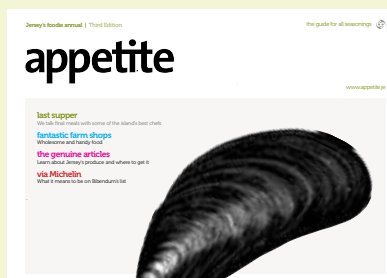 Jersey's foodie annual | Third Edition
the guide for all seasonings
appetite
www.appetite.je
last supper
We talk final meals with some of the island's best chefs
fantastic farm shops
Wholesome and handy food
the genuine articles
Learn about Jersey's produce and where to get it
via Michelin
What it means to be on Bibendum's list